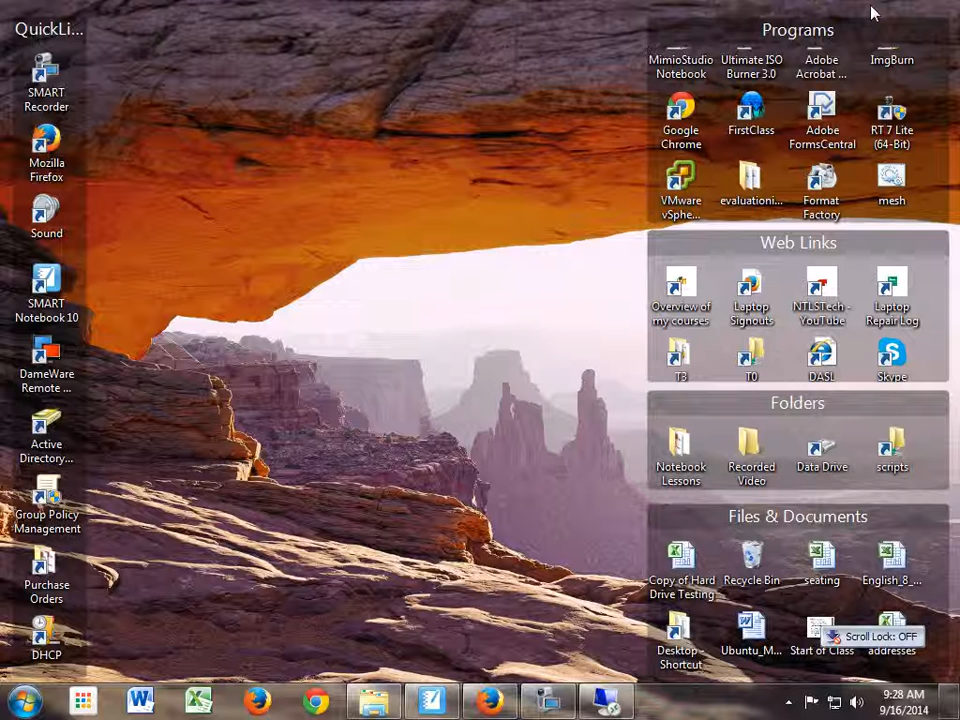 QuickLi...
SMART
Recorder
Mozilla
Firefox
Sound
SMART
Notebook 10
DameWare
Remote ...
Active
Directory...
Group Policy
Management
Purchase
Orders
DHCP
Programs
MimioStudio
Notebook
Ultimate ISO
Burner 3.0
Adobe
Acrobat ...
ImgBurn
Google
Chrome
FirstClass
Adobe
FormsCentral
RT 7 Lite
(64-Bit)
VMware
vSphe...
evaluationi...
Format
Factory
mesh
Web Links
Overview of
my courses
Laptop
Signouts
NTLSTech -
YouTube
Laptop
Repair Log
T3
T0
IDASL
Skype
Folders
Notebook
Lessons
Recorded
Video
Data Drive
scripts
Files & Documents
Copy of Hard
Drive Testing
Recycle Bin
seating
English_8_...
Desktop -
Shortcut
Ubuntu_M...
Start of Class
addresses
Scroll Lock: OFF
9:28 AM
9/16/2014